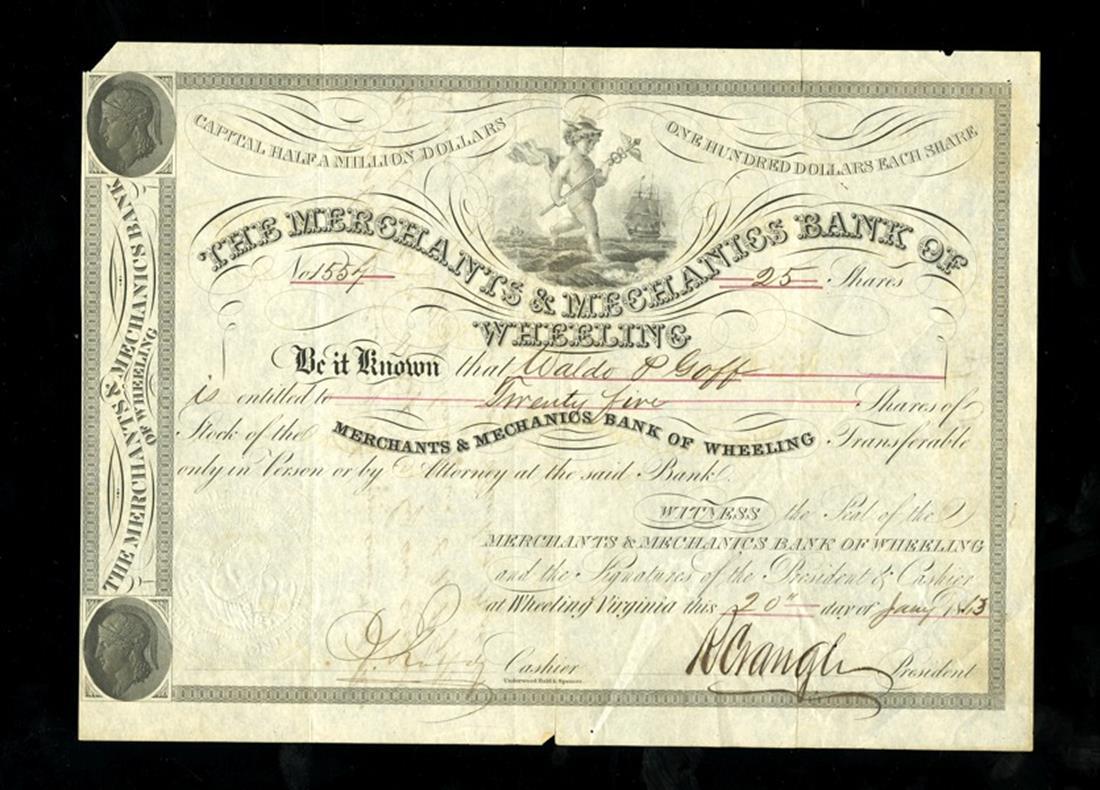 CAPITAL HALF A MILLION DOLLARS
ONE HUNDRED DOLLARS EACH SHARE
THE MERCHANTS & MECHANICS BANK OF
WHEELING
No 1557
25 Shares
Be it Known that Waldo P Goff
is entitled to Twenty five Shares of
Stock of the MERCHANTS & MECHANICS BANK OF WHEELING Transferable
only in Person or by Attorney at the said Bank.
WITNESS the Seal of the
MERCHANTS & MECHANICS BANK OF WHEELING
and the Signatures of the President & Cashier
at Wheeling Virginia this 20" day of Jany
Cashier
R Crangle President
Underwood Bald & Spencer
THE MERCHANTS & MECHANICS BANK
OF WHEELING